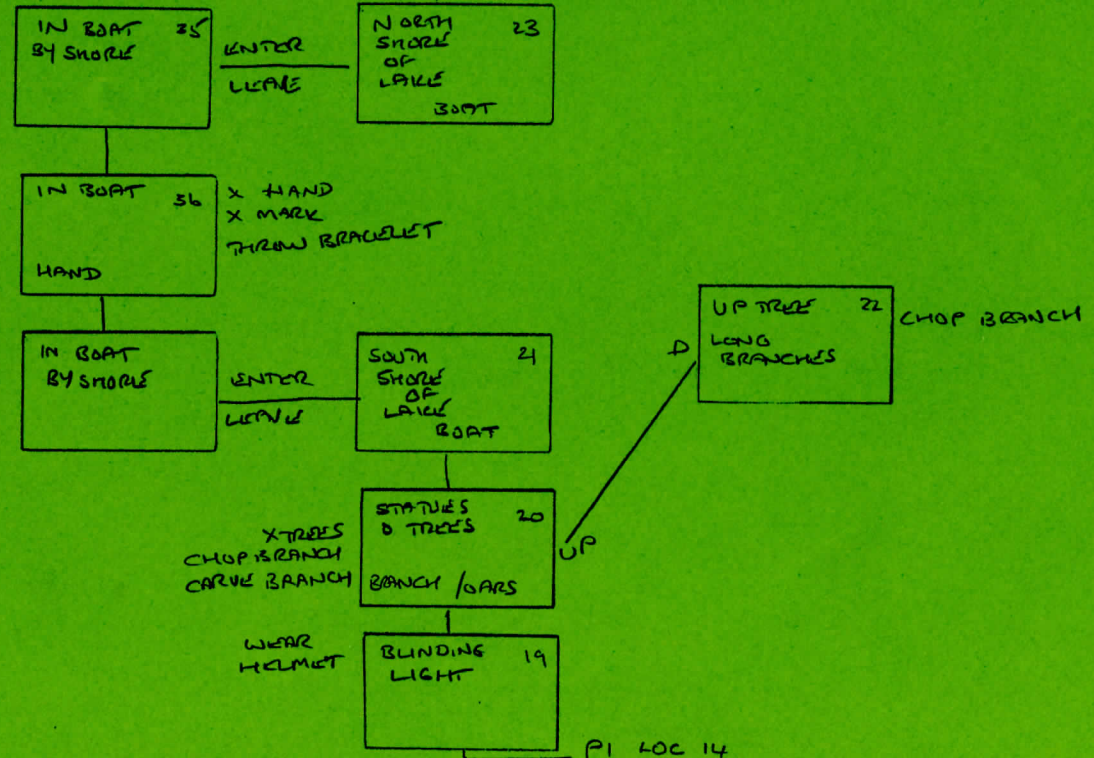 IN BOAT 35
BY SHORE
ENTER
LEAVE
NORTH 23
SHORE
OF
LAKE
BOAT
IN BOAT 36
HAND
X HAND
X MARK
THROW BRACELET
IN BOAT
BY SHORE
ENTER
LEAVE
SOUTH 21
SHORE
OF
LAKE
BOAT
UP TREE 22
LONG
BRANCHES
CHOP BRANCH
D
UP
STATUES 20
& TREES
BRANCH / OARS
X TREES
CHOP BRANCH
CARVE BRANCH
WEAR
HELMET
BLINDING 19
LIGHT
P1 LOC 14